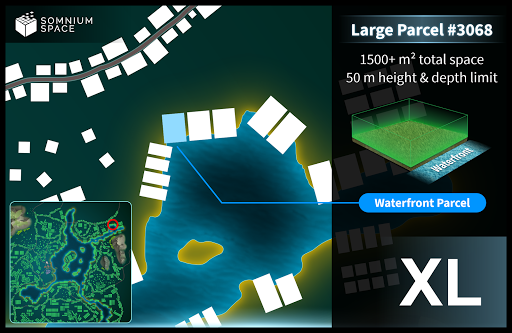 SOMNIUM
SPACE
Large Parcel #3068
1500+ m² total space
50 m height & depth limit
Waterfront
Waterfront Parcel
XL